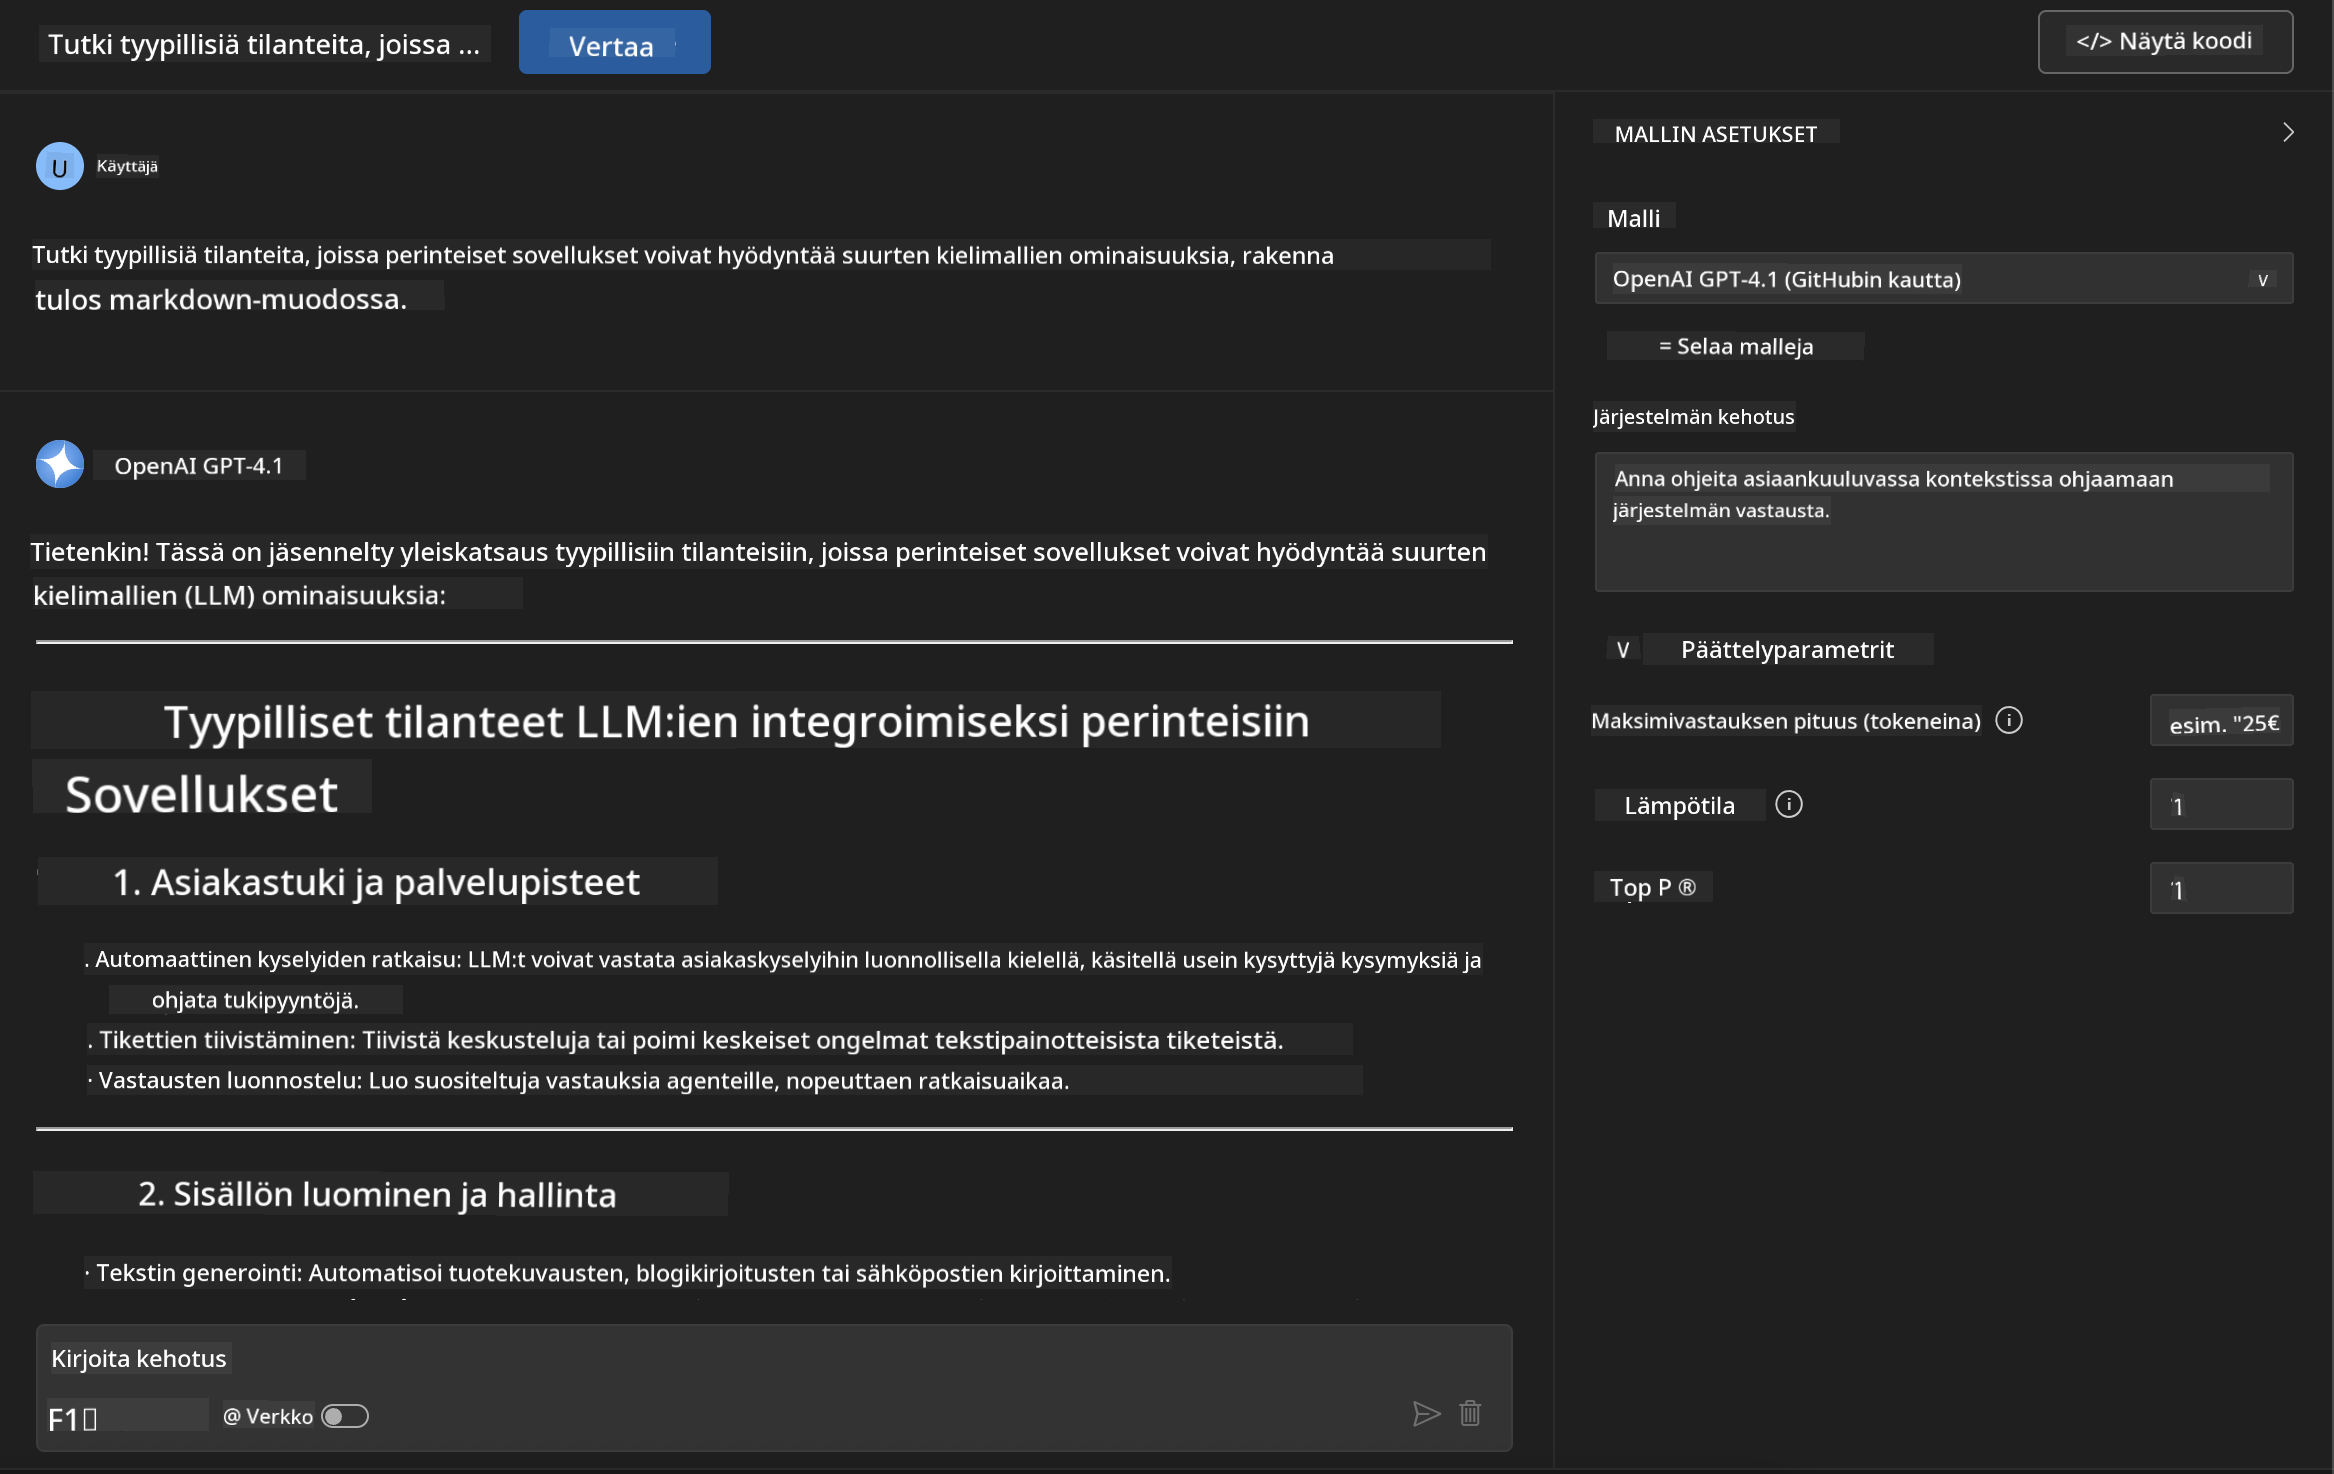 Tutki tyypillisiä tilanteita, joissa ...
Vertaa
</> Näytä koodi
U Käyttäjä
Tutki tyypillisiä tilanteita, joissa perinteiset sovellukset voivat hyödyntää suurten kielimallien ominaisuuksia, rakenna
tulos markdown-muodossa.
OpenAI GPT-4.1
Tietenkin! Tässä on jäsennelty yleiskatsaus tyypillisiin tilanteisiin, joissa perinteiset sovellukset voivat hyödyntää suurten
kielimallien (LLM) ominaisuuksia:
Tyypilliset tilanteet LLM:ien integroimiseksi perinteisiin
Sovellukset
1. Asiakastuki ja palvelupisteet
. Automaattinen kyselyiden ratkaisu: LLM:t voivat vastata asiakaskyselyihin luonnollisella kielellä, käsitellä usein kysyttyjä kysymyksiä ja
ohjata tukipyyntöjä.
. Tikettien tiivistäminen: Tiivistä keskusteluja tai poimi keskeiset ongelmat tekstipainotteisista tiketeistä.
· Vastausten luonnostelu: Luo suositeltuja vastauksia agenteille, nopeuttaen ratkaisuaikaa.
2. Sisällön luominen ja hallinta
· Tekstin generointi: Automatisoi tuotekuvausten, blogikirjoitusten tai sähköpostien kirjoittaminen.
Kirjoita kehotus
F1
@ Verkko
MALLIN ASETUKSET
Malli
OpenAI GPT-4.1 (GitHubin kautta) v
= Selaa malleja
Järjestelmän kehotus
Anna ohjeita asiaankuuluvassa kontekstissa ohjaamaan
järjestelmän vastausta.
V Päättelyparametrit
Maksimivastauksen pituus (tokeneina) esim. "25€
Lämpötila 1
Top P ® 1